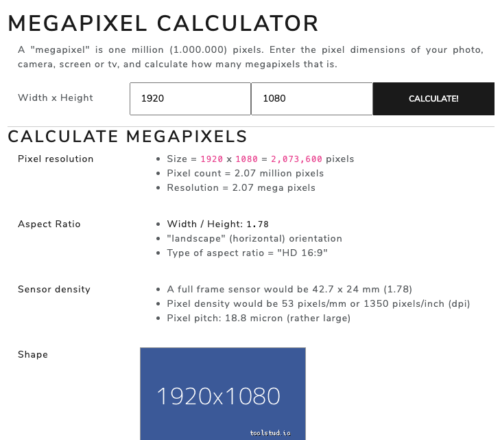 MEGAPIXEL CALCULATOR
A "megapixel" is one million (1.000.000) pixels. Enter the pixel dimensions of your photo,
camera, screen or tv, and calculate how many megapixels that is.
Width x Height 1920 1080 CALCULATE!
CALCULATE MEGAPIXELS
Pixel resolution • Size = 1920 x 1080 = 2,073,600 pixels
• Pixel count = 2.07 million pixels
• Resolution = 2.07 mega pixels
Aspect Ratio • Width / Height: 1.78
• "landscape" (horizontal) orientation
• Type of aspect ratio = "HD 16:9"
Sensor density • A full frame sensor would be 42.7 x 24 mm (1.78)
• Pixel density would be 53 pixels/mm or 1350 pixels/inch (dpi)
• Pixel pitch: 18.8 micron (rather large)
Shape
1920x1080
toolstud.io